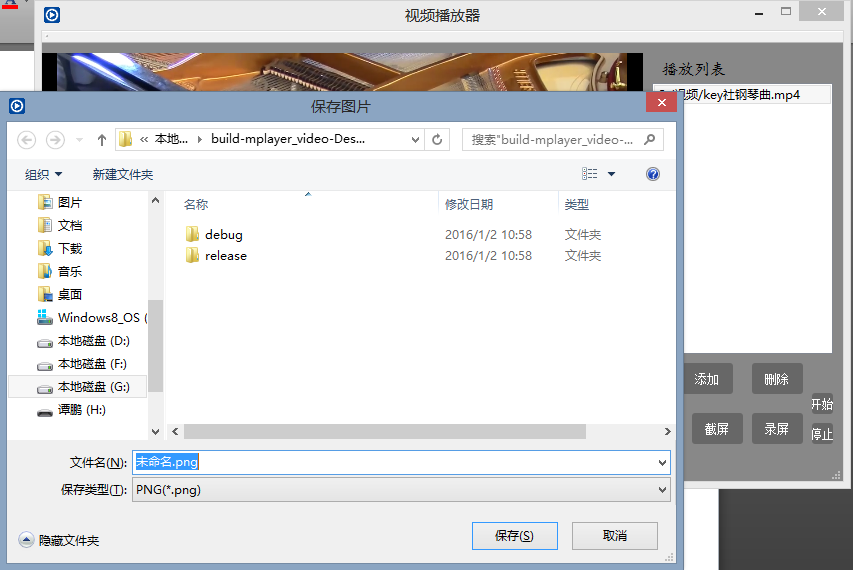 视频播放器
播放列表
视频/key社钢琴曲.mp4
保存图片
« 本地... build-mplayer_video-Des...
搜索"build-mplayer_video-...
组织 新建文件夹
图片
文档
下载
音乐
桌面
Windows8_OS (
本地磁盘 (D:)
本地磁盘 (F:)
本地磁盘 (G:)
谭鹏 (H:)
名称 修改日期 类型
debug 2016/1/2 10:58 文件夹
release 2016/1/2 10:58 文件夹
添加 删除
开始
截屏 录屏
停止
文件名(N): 未命名.png
保存类型(T): PNG(*.png)
隐藏文件夹 保存(S) 取消